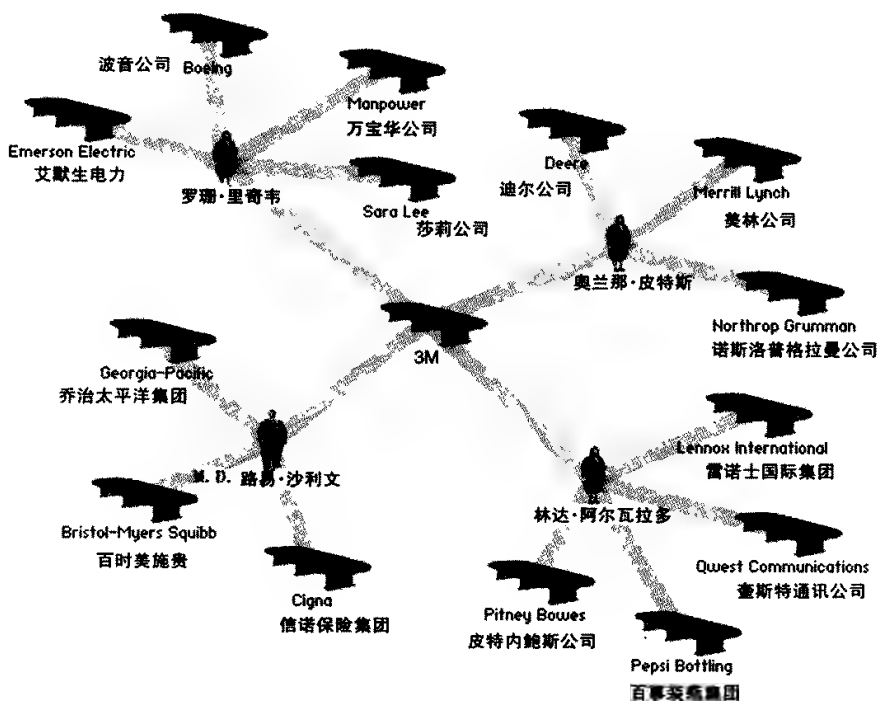 波音公司 Boeing
Manpower
万宝华公司
Emerson Electric
艾默生电力
罗珊·里奇韦
Sara Lee
莎莉公司
Deere
迪尔公司
Merrill Lynch
美林公司
奥兰那·皮特斯
Northrop Grumman
诺斯洛普格拉曼公司
3M
Georgia-Pacific
乔治太平洋集团
M.D. 路易·沙利文
Bristol-Myers Squibb
百时美施贵
Cigna
信诺保险集团
Lennox International
雷诺士国际集团
林达·阿尔瓦拉多
Qwest Communications
奎斯特通讯公司
Pitney Bowes
皮特内鲍斯公司
Pepsi Bottling
百事装瓶集团